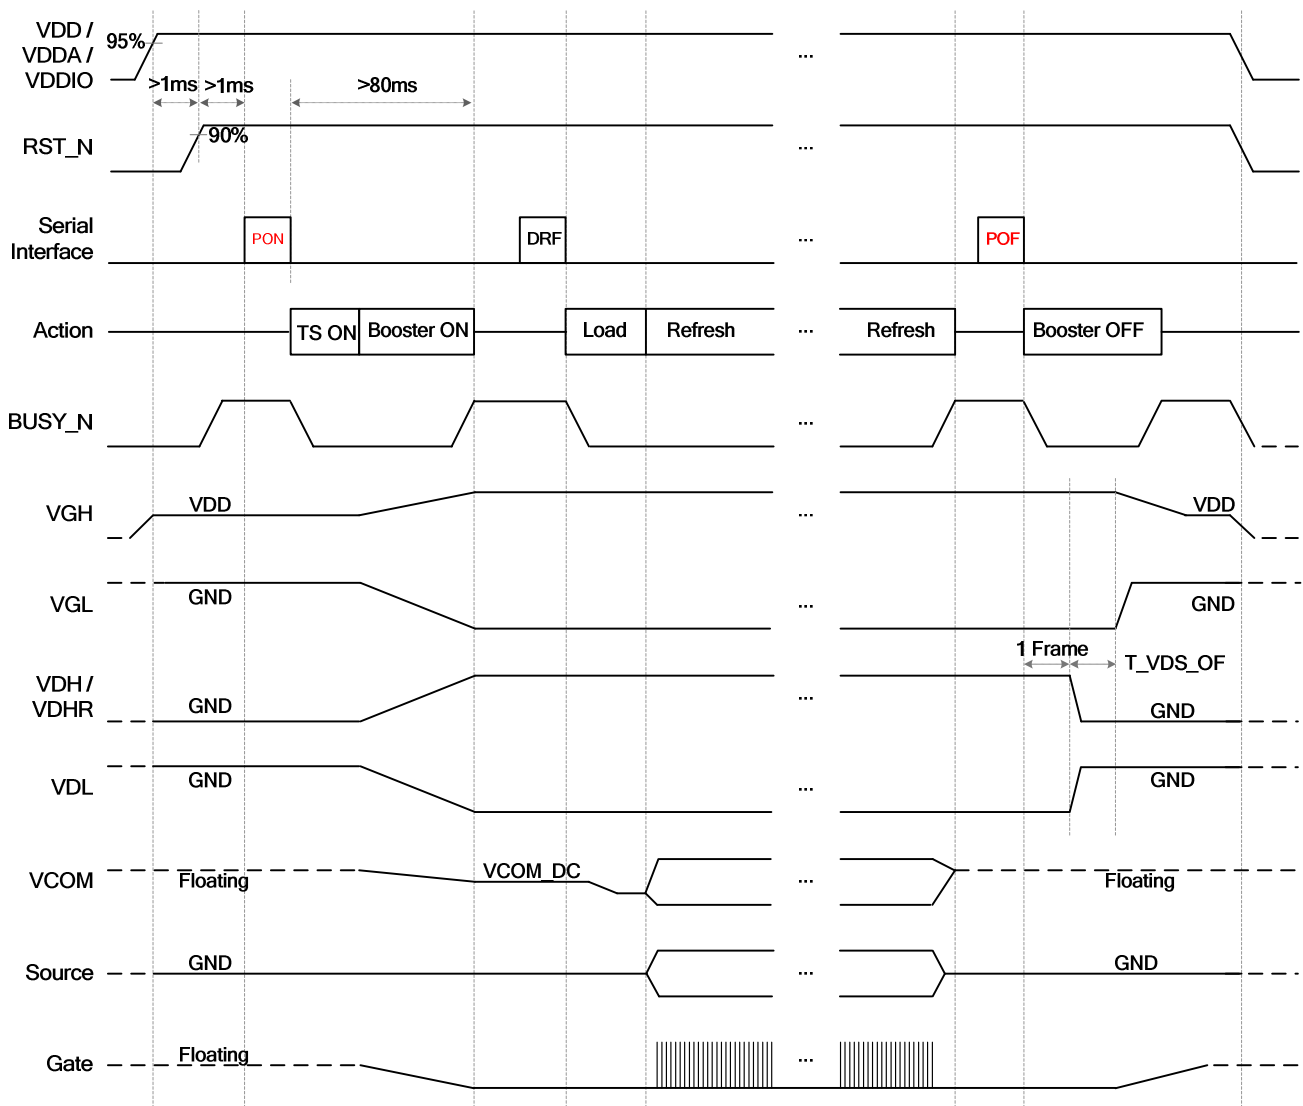 VDD /
VDDA /
VDDIO
95%
>1ms >1ms >80ms
...
RST_N
90%
...
Serial
Interface
PON
DRF
...
POF
Action
TS ON
Booster ON
Load
Refresh
...
Refresh
Booster OFF
BUSY_N
...
VGH
VDD
...
VDD
VGL
GND
...
GND
1 Frame
T_VDS_OF
VDH /
VDHR
GND
...
GND
VDL
GND
...
GND
VCOM
Floating
VCOM_DC
...
Floating
Source
GND
...
GND
Gate
Floating
...